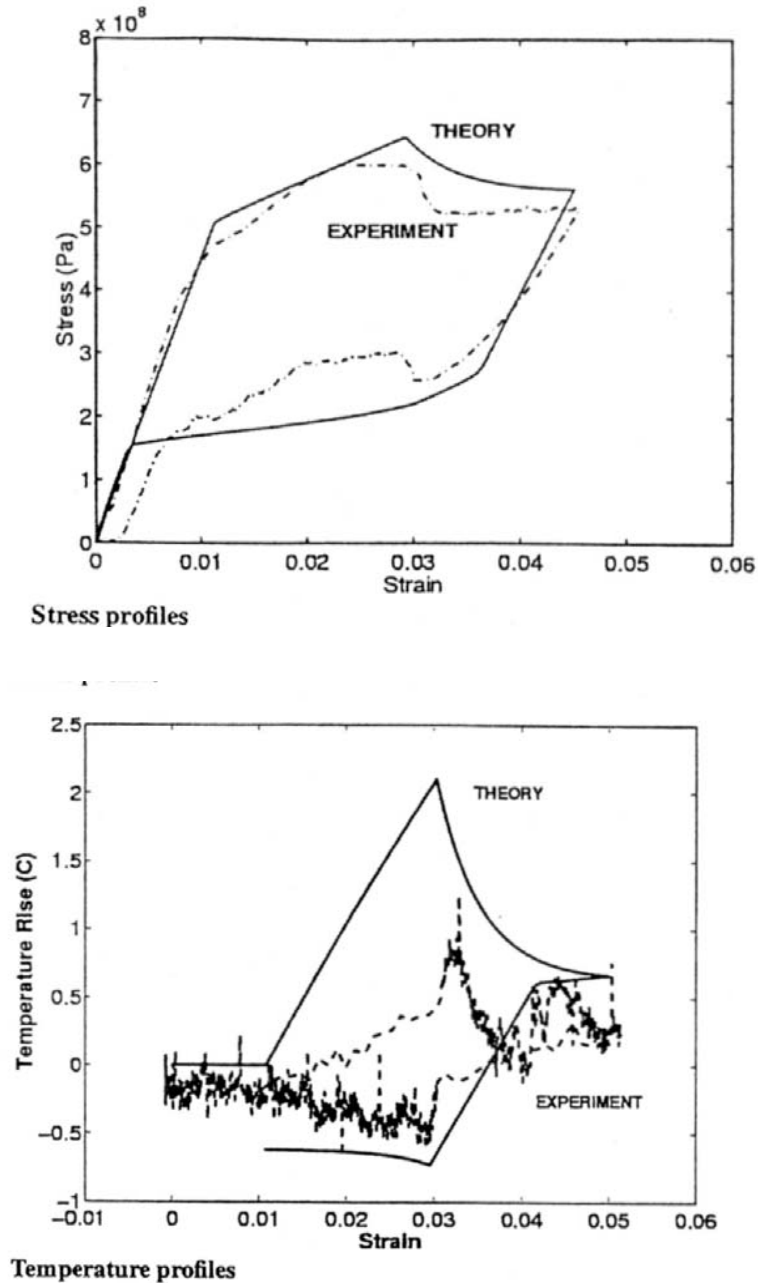 × 10⁸
8
7
6
5
4
3
2
1
0
Stress (Pa)
THEORY
EXPERIMENT
0 0.01 0.02 0.03 0.04 0.05 0.06
Strain
Stress profiles
2.5
2
1.5
1
0.5
0
−0.5
−1
Temperature Rise (C)
THEORY
EXPERIMENT
−0.01 0 0.01 0.02 0.03 0.04 0.05 0.06
Strain
Temperature profiles